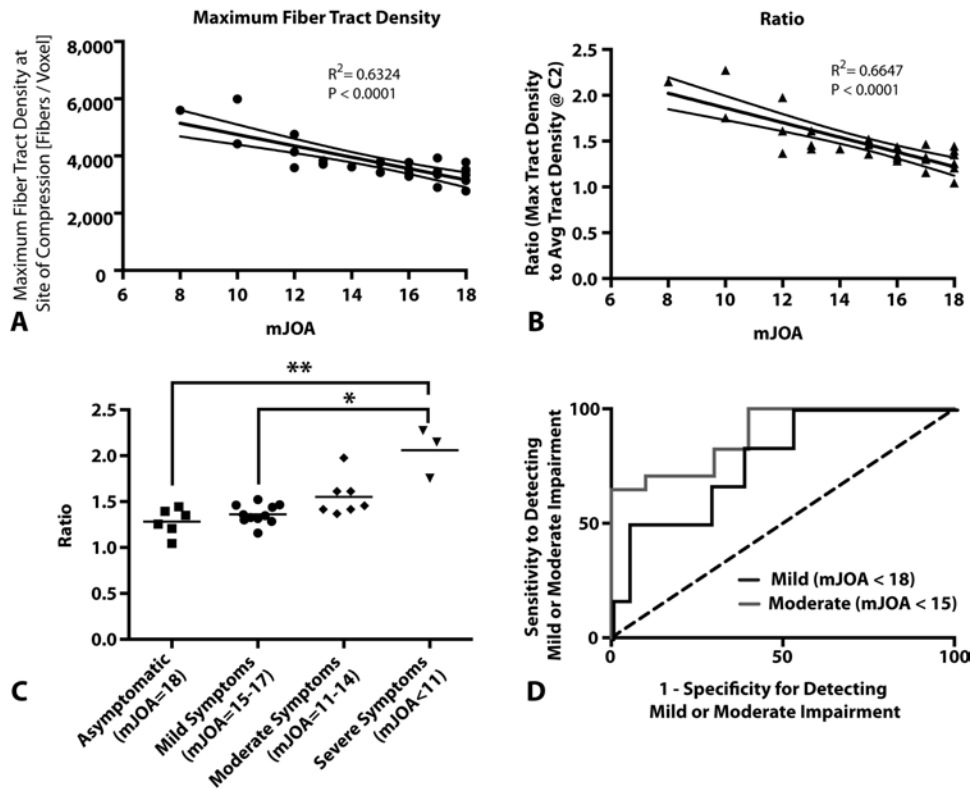 Maximum Fiber Tract Density
Maximum Fiber Tract Density at
Site of Compression [Fibers / Voxel]
8,000
6,000
4,000
2,000
0
R2= 0.6324
P < 0.0001
6 8 10 12 14 16 18
mJOA
A
Ratio
Ratio (Max Tract Density
to Avg Tract Density @ C2)
2.5
2.0
1.5
1.0
0.5
0.0
R2= 0.6647
P < 0.0001
6 8 10 12 14 16 18
mJOA
B
Ratio
2.5
2.0
1.5
1.0
0.5
0.0
**
*
Asymptomatic
(mJOA=18)
Mild Symptoms
(mJOA=15-17)
Moderate Symptoms
(mJOA=11-14)
Severe Symptoms
(mJOA<11)
C
Sensitivity to Detecting
Mild or Moderate Impairment
100
50
0
Mild (mJOA < 18)
Moderate (mJOA < 15)
0 50 100
1 - Specificity for Detecting
Mild or Moderate Impairment
D